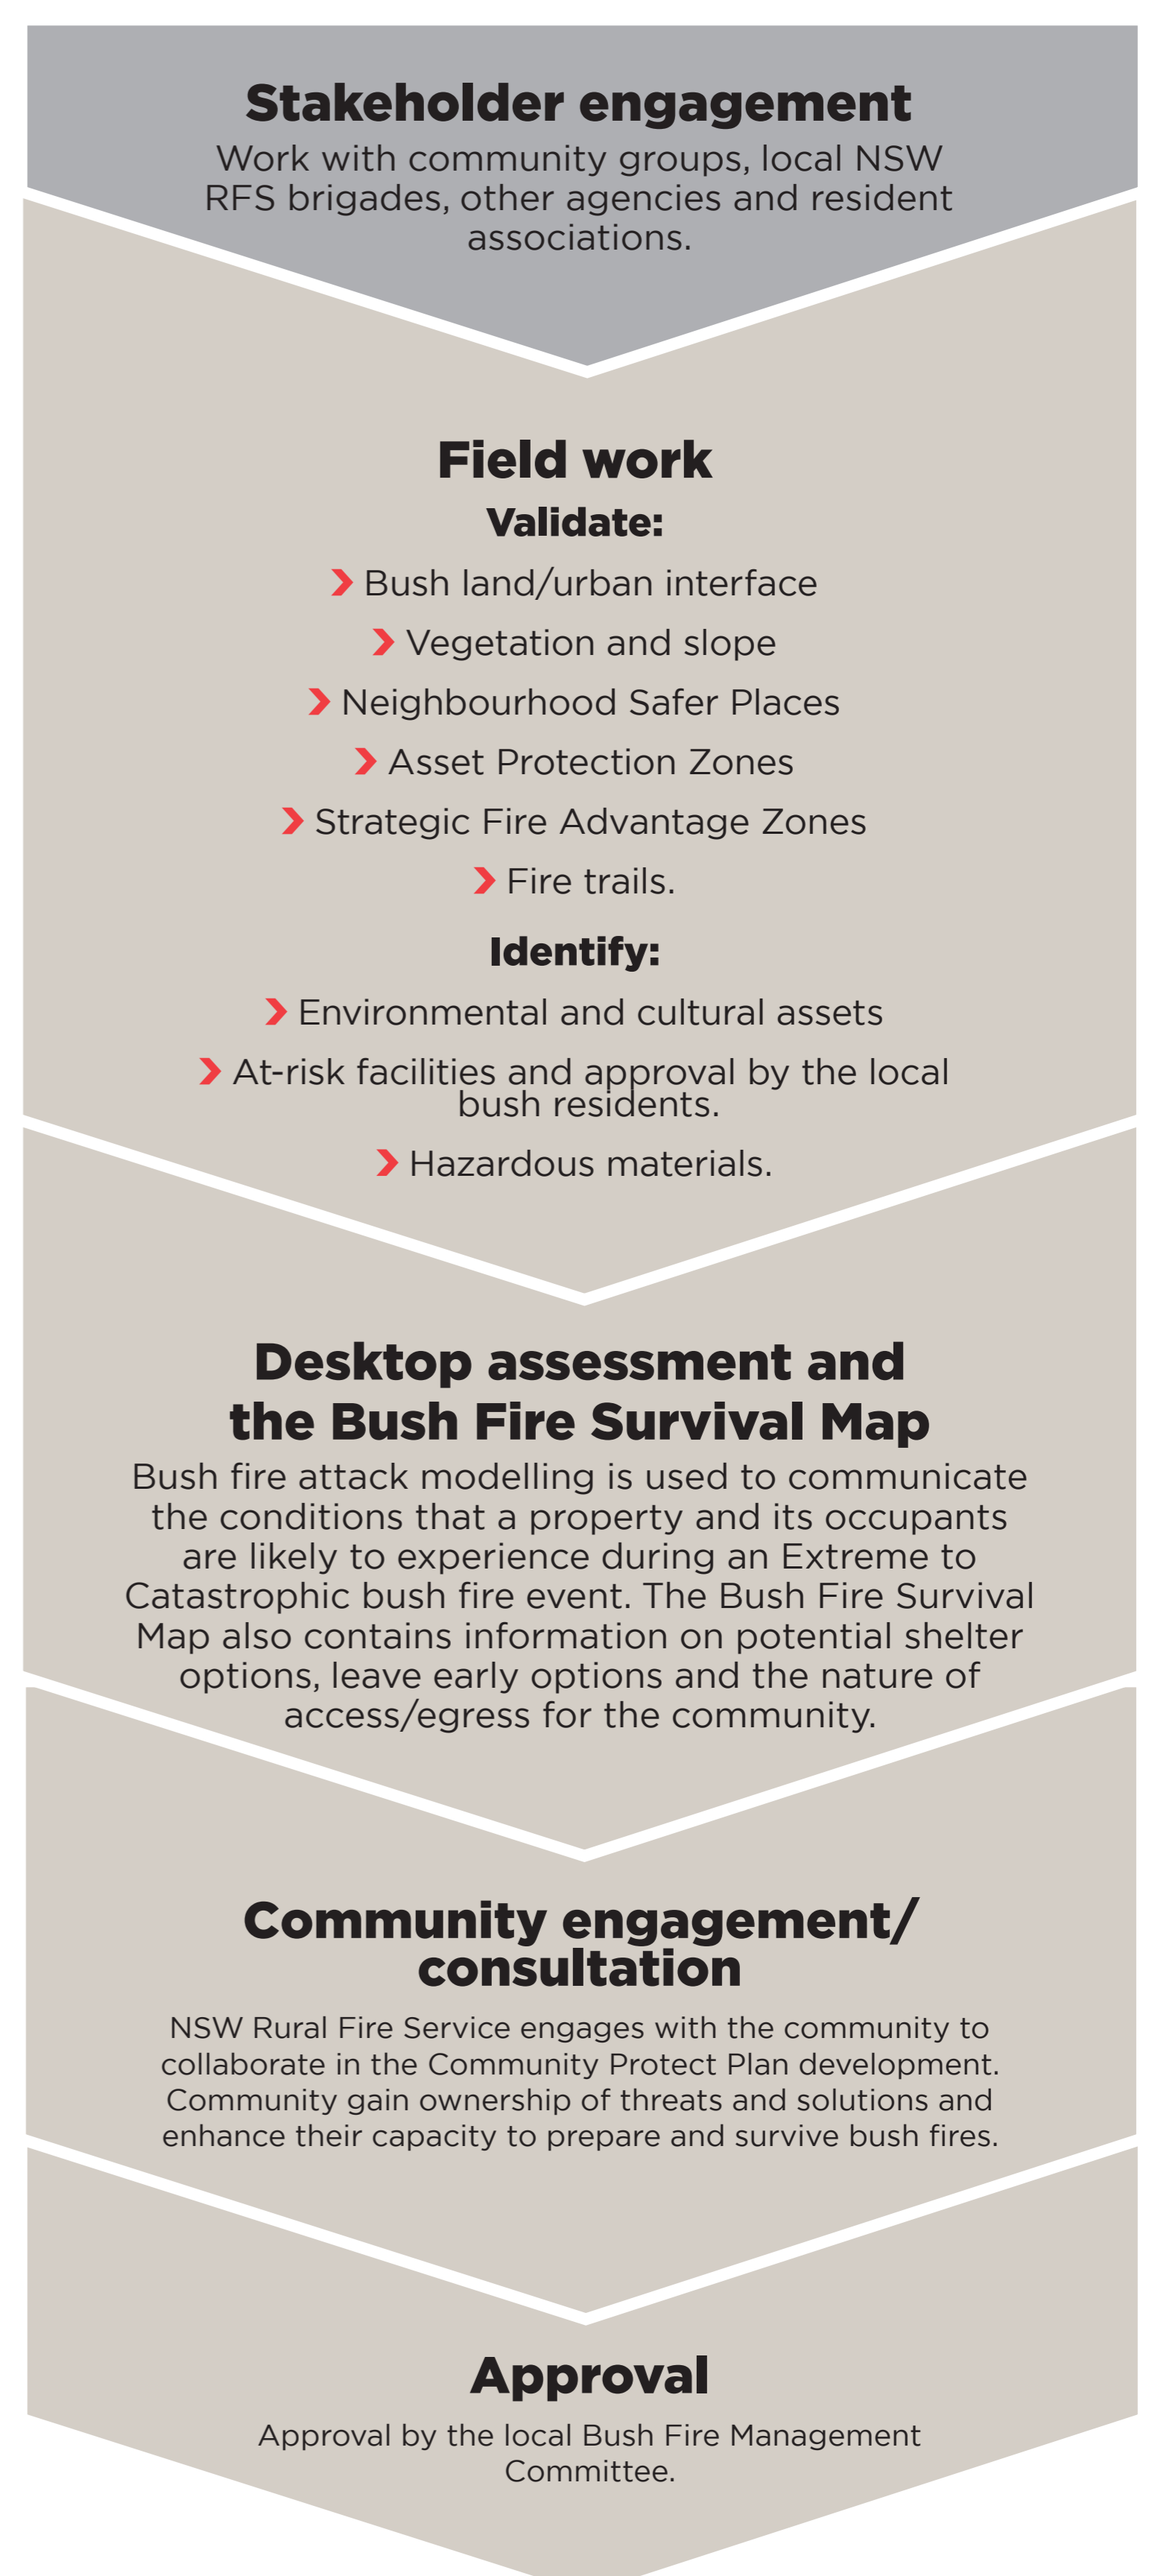 Stakeholder engagement
Work with community groups, local NSW
RFS brigades, other agencies and resident
associations.
Field work
Validate:
Bush land/urban interface
Vegetation and slope
Neighbourhood Safer Places
Asset Protection Zones
Strategic Fire Advantage Zones
Fire trails.
Identify:
Environmental and cultural assets
At-risk facilities and approval by the local
bush residents.
Hazardous materials.
Desktop assessment and
the Bush Fire Survival Map
Bush fire attack modelling is used to communicate
the conditions that a property and its occupants
are likely to experience during an Extreme to
Catastrophic bush fire event. The Bush Fire Survival
Map also contains information on potential shelter
options, leave early options and the nature of
access/egress for the community.
Community engagement/
consultation
NSW Rural Fire Service engages with the community to
collaborate in the Community Protect Plan development.
Community gain ownership of threats and solutions and
enhance their capacity to prepare and survive bush fires.
Approval
Approval by the local Bush Fire Management
Committee.